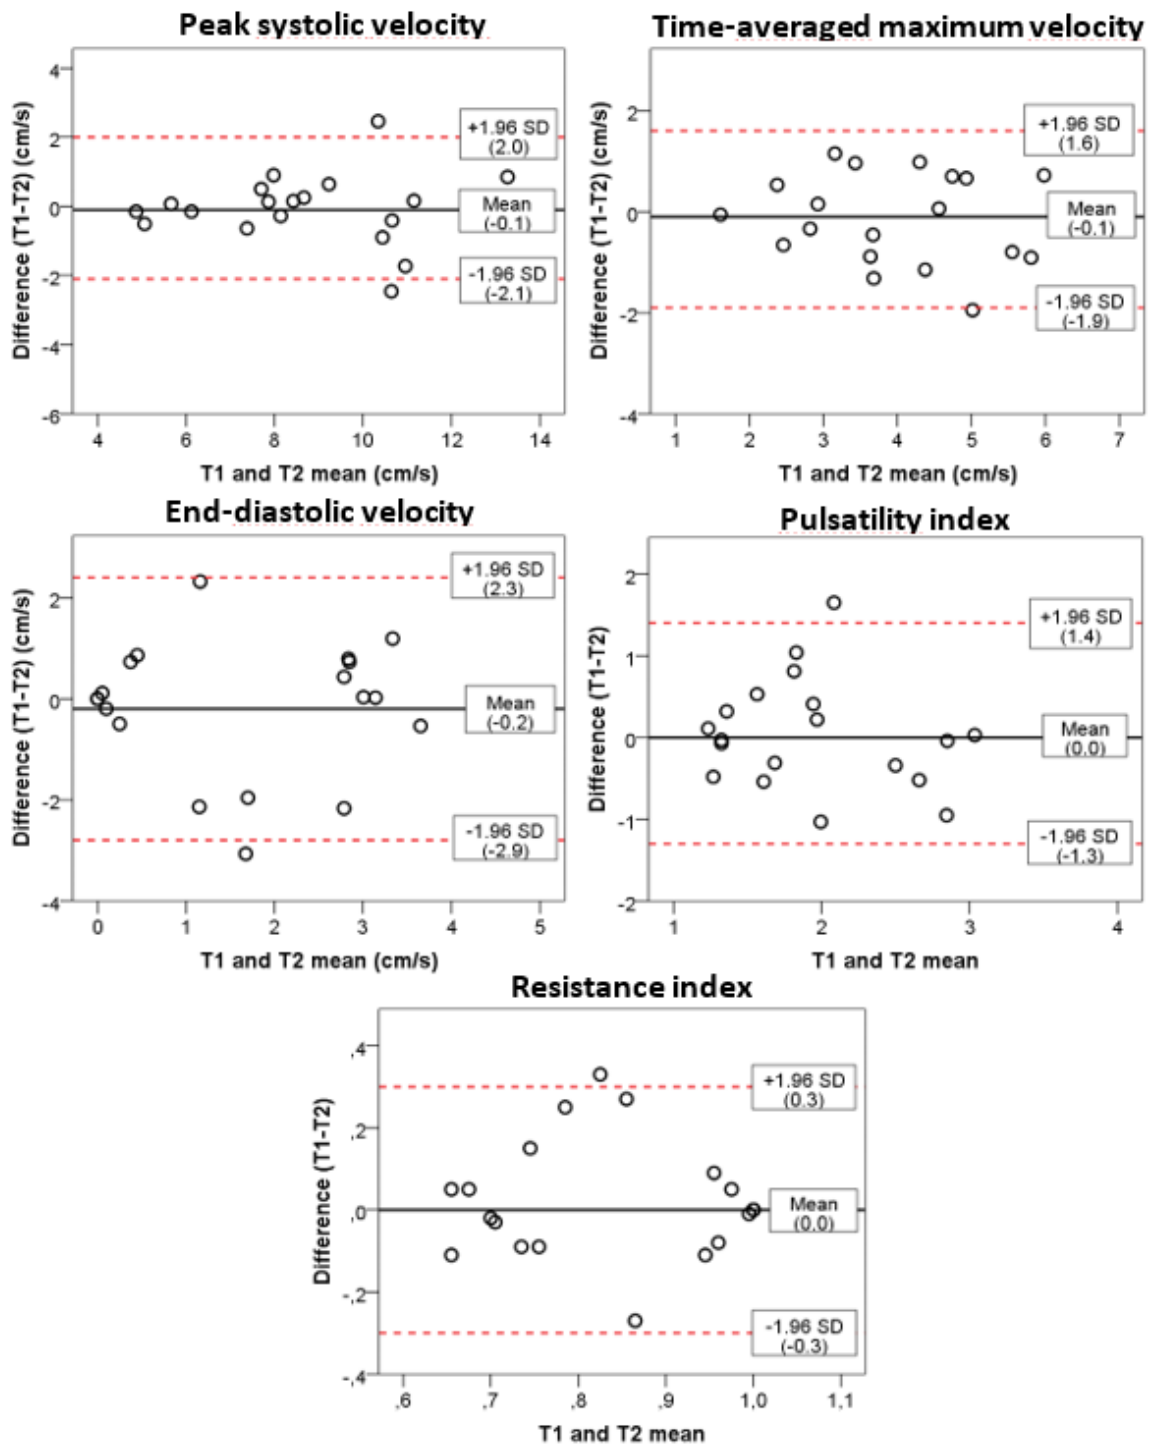 Peak systolic velocity
Difference (T1-T2) (cm/s)
4
2
0
-2
-4
-6
+1.96 SD
(2.0)
Mean
(-0.1)
-1.96 SD
(-2.1)
4 6 8 10 12 14
T1 and T2 mean (cm/s)
Time-averaged maximum velocity
Difference (T1-T2) (cm/s)
2
0
-2
-4
+1.96 SD
(1.6)
Mean
(-0.1)
-1.96 SD
(-1.9)
1 2 3 4 5 6 7
T1 and T2 mean (cm/s)
End-diastolic velocity
Difference (T1-T2) (cm/s)
2
0
-2
-4
+1.96 SD
(2.3)
Mean
(-0.2)
-1.96 SD
(-2.9)
0 1 2 3 4 5
T1 and T2 mean (cm/s)
Pulsatility index
Difference (T1-T2)
2
1
0
-1
-2
+1.96 SD
(1.4)
Mean
(0.0)
-1.96 SD
(-1.3)
1 2 3 4
T1 and T2 mean
Resistance index
Difference (T1-T2)
,4
,2
,0
-,2
-,4
+1.96 SD
(0.3)
Mean
(0.0)
-1.96 SD
(-0.3)
,6 ,7 ,8 ,9 1,0 1,1
T1 and T2 mean